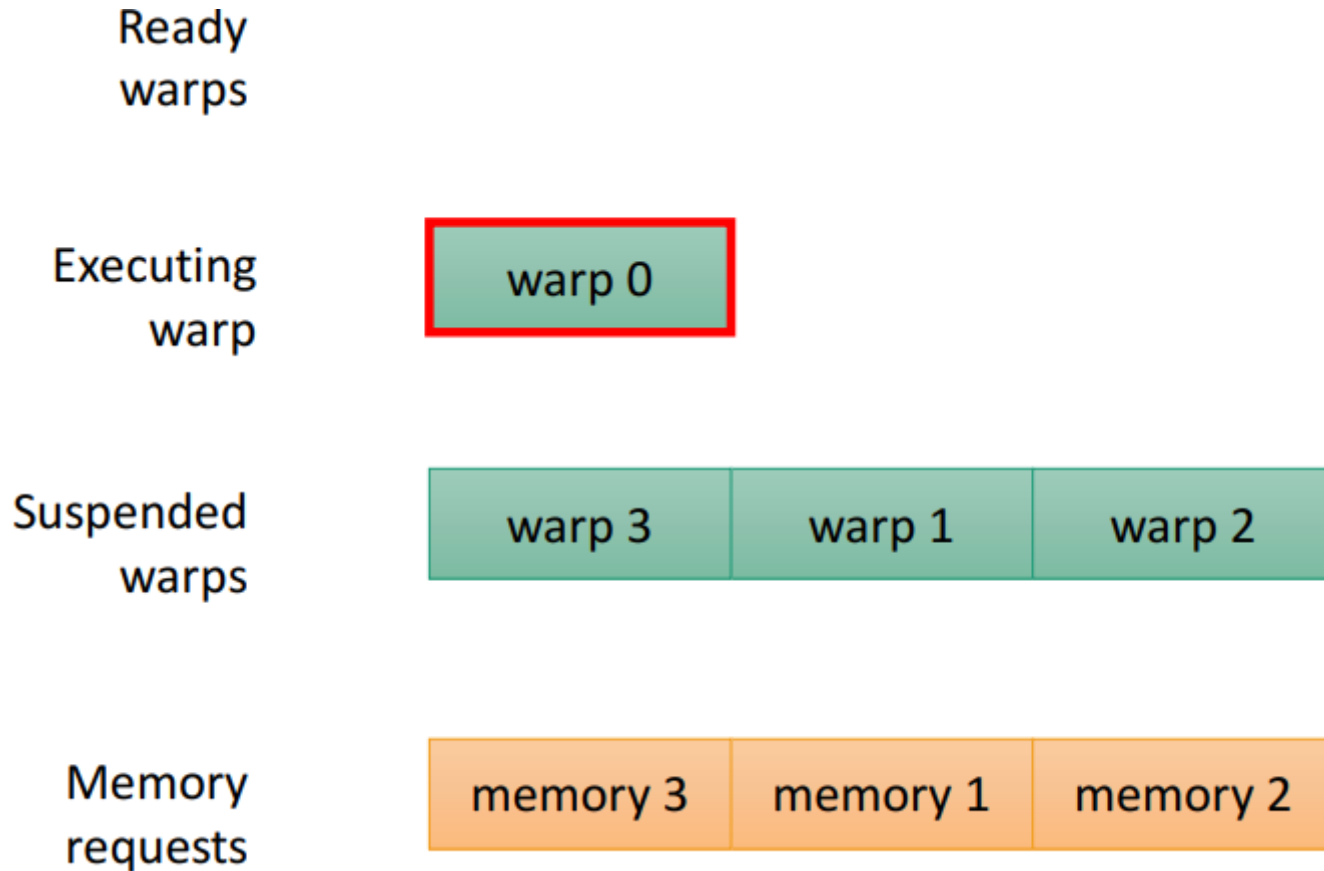 Ready
warps
Executing
warp
warp 0
Suspended
warps
warp 3 warp 1 warp 2
Memory
requests
memory 3 memory 1 memory 2